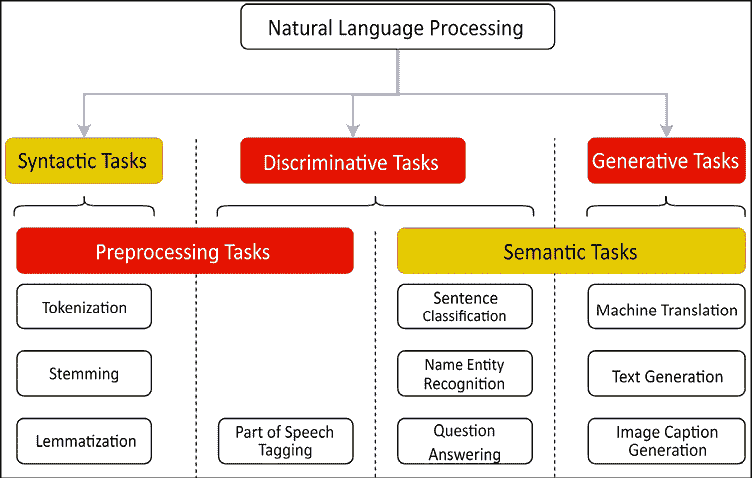 Natural Language Processing
Syntactic Tasks
Discriminative Tasks
Generative Tasks
Preprocessing Tasks
Semantic Tasks
Tokenization
Sentence
Classification
Machine Translation
Stemming
Name Entity
Recognition
Text Generation
Lemmatization
Part of Speech
Tagging
Question
Answering
Image Caption
Generation